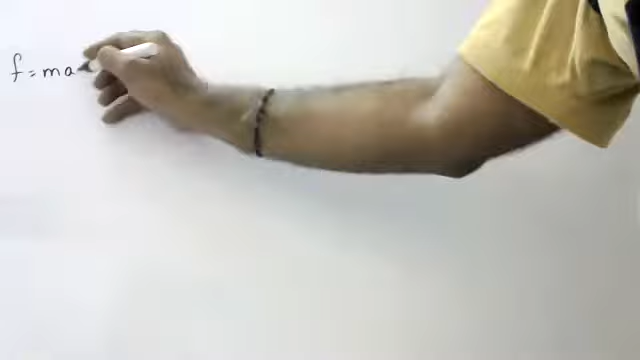 f = ma